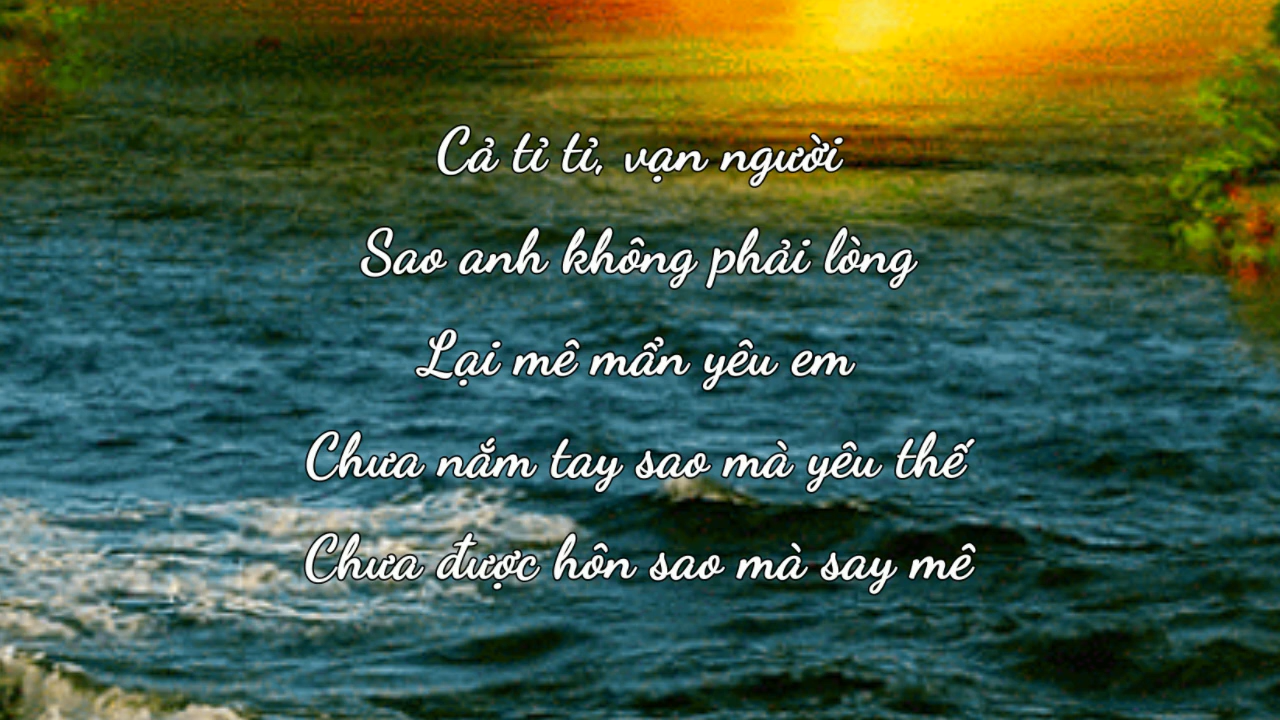 Cả tỉ tỉ, vạn người
Sao anh không phải lòng
Lại mê mẩn yêu em
Chưa nắm tay sao mà yêu thế
Chưa được hôn sao mà say mê